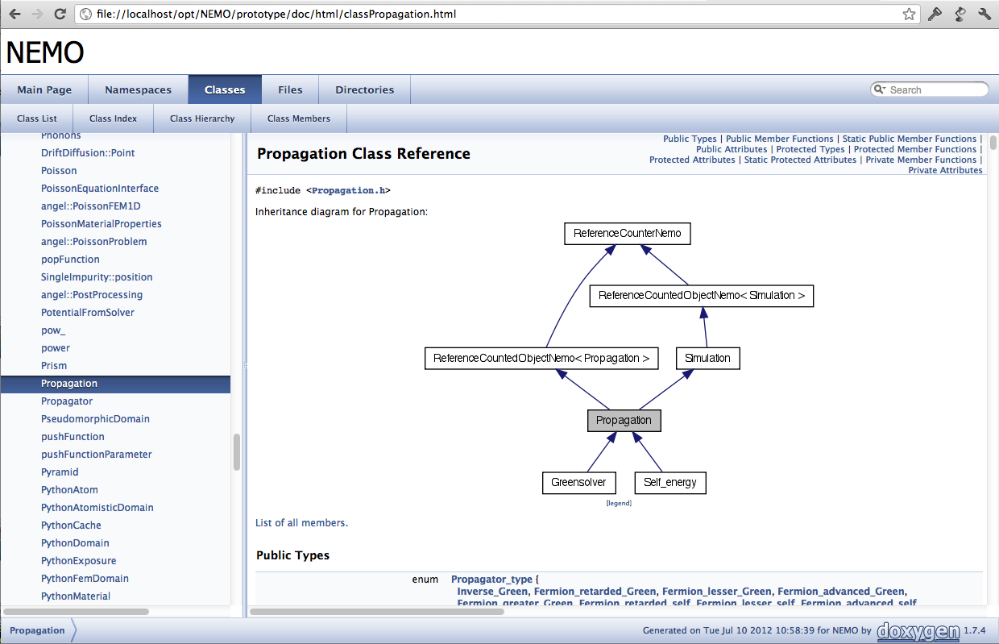 file://localhost/opt/NEMO/prototype/doc/html/classPropagation.html
NEMO
Main Page Namespaces Classes Files Directories Search
Class List Class Index Class Hierarchy Class Members
Phonons
DriftDiffusion::Point
Poisson
PoissonEquationInterface
angel::PoissonFEM1D
PoissonMaterialProperties
angel::PoissonProblem
popFunction
SingleImpurity::position
angel::PostProcessing
PotentialFromSolver
pow_
power
Prism
Propagation
Propagator
PseudomorphicDomain
pushFunction
pushFunctionParameter
Pyramid
PythonAtom
PythonAtomisticDomain
PythonCache
PythonDomain
PythonExposure
PythonFemDomain
PythonMaterial
Propagation Class Reference
Public Types | Public Member Functions | Static Public Member Functions |
Public Attributes | Protected Types | Protected Member Functions |
Protected Attributes | Static Protected Attributes | Private Member Functions |
Private Attributes
#include <Propagation.h>
Inheritance diagram for Propagation:
ReferenceCounterNemo
ReferenceCountedObjectNemo< Simulation >
ReferenceCountedObjectNemo< Propagation > Simulation
Propagation
Greensolver Self_energy
[legend]
List of all members.
Public Types
enum Propagator_type {
Inverse_Green, Fermion_retarded_Green, Fermion_lesser_Green, Fermion_advanced_Green,
Fermion_greater_Green, Fermion_retarded_self, Fermion_lesser_self, Fermion_advanced_self
Propagation Generated on Tue Jul 10 2012 10:58:39 for NEMO by doxygen 1.7.4